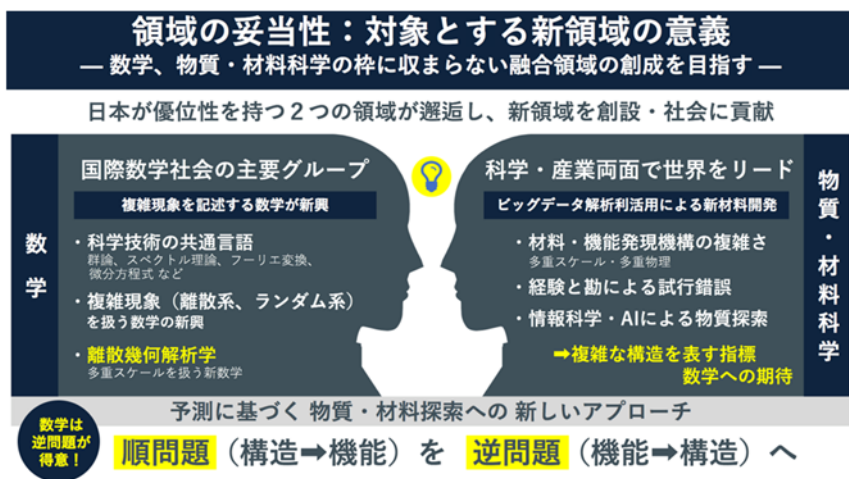 領域の妥当性：対象とする新領域の意義
― 数学、物質・材料科学の枠に収まらない融合領域の創成を目指す ―
日本が優位性を持つ２つの領域が邂逅し、新領域を創設・社会に貢献
数学
国際数学社会の主要グループ
複雑現象を記述する数学が新興
・科学技術の共通言語
群論、スペクトル理論、フーリエ変換、
微分方程式 など
・複雑現象（離散系、ランダム系）
を扱う数学の新興
・離散幾何解析学
多重スケールを扱う新数学
科学・産業両面で世界をリード
ビッグデータ解析利活用による新材料開発
・材料・機能発現機構の複雑さ
多重スケール・多重物理
・経験と勘による試行錯誤
・情報科学・AIによる物質探索
➡複雑な構造を表す指標
数学への期待
物質・材料科学
予測に基づく 物質・材料探索への 新しいアプローチ
数学は
逆問題が
得意！
順問題（構造➡機能）を 逆問題（機能➡構造）へ